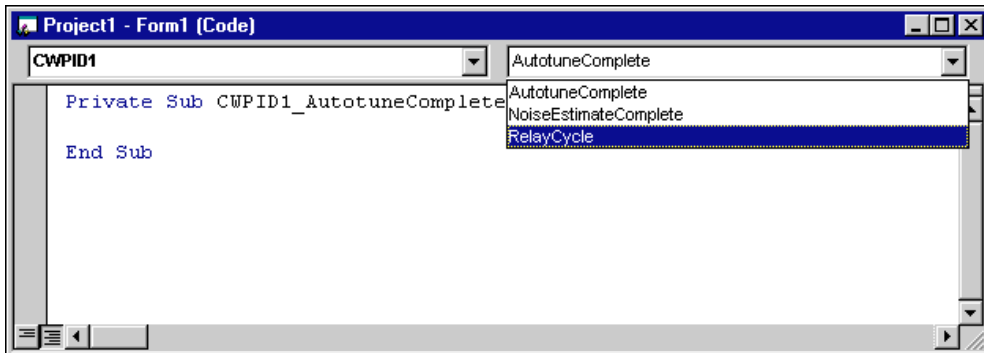 Project1 - Form1 (Code)
CWPID1
AutotuneComplete
AutotuneComplete
NoiseEstimateComplete
RelayCycle
Private Sub CWPID1_AutotuneComplete
End Sub